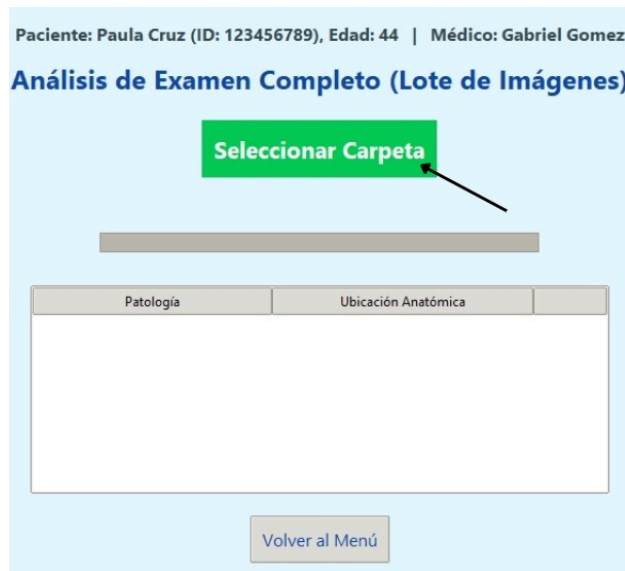 Paciente: Paula Cruz (ID: 123456789), Edad: 44 | Médico: Gabriel Gomez
Análisis de Examen Completo (Lote de Imágenes)
Seleccionar Carpeta
Patología Ubicación Anatómica
Volver al Menú